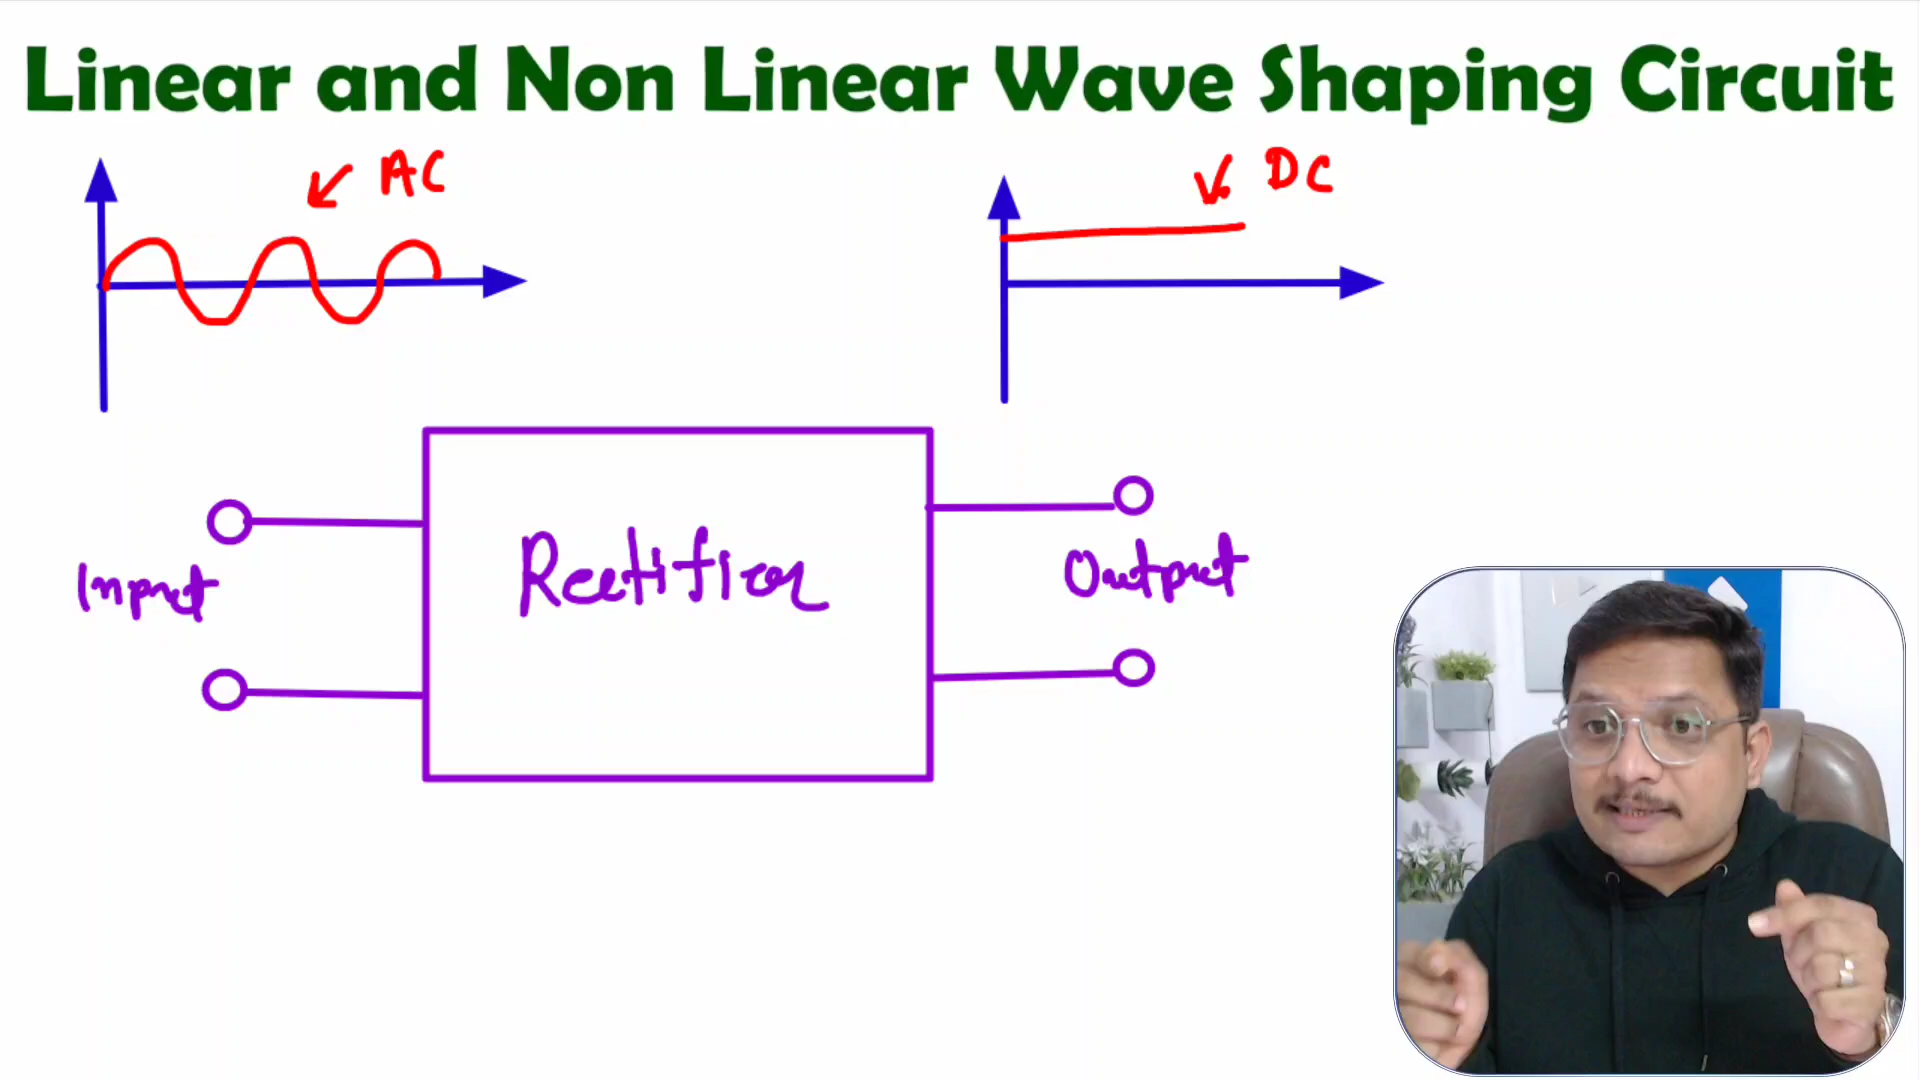 Linear and Non Linear Wave Shaping Circuit
AC
DC
Input
Rectifier
Output